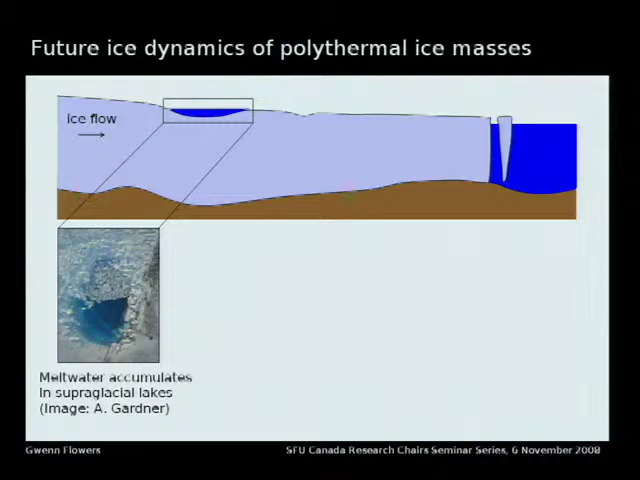 Future ice dynamics of polythermal ice masses
Ice flow
Meltwater accumulates
in supraglacial lakes
(Image: A. Gardner)
Gwenn Flowers
SFU Canada Research Chairs Seminar Series, 6 November 2008